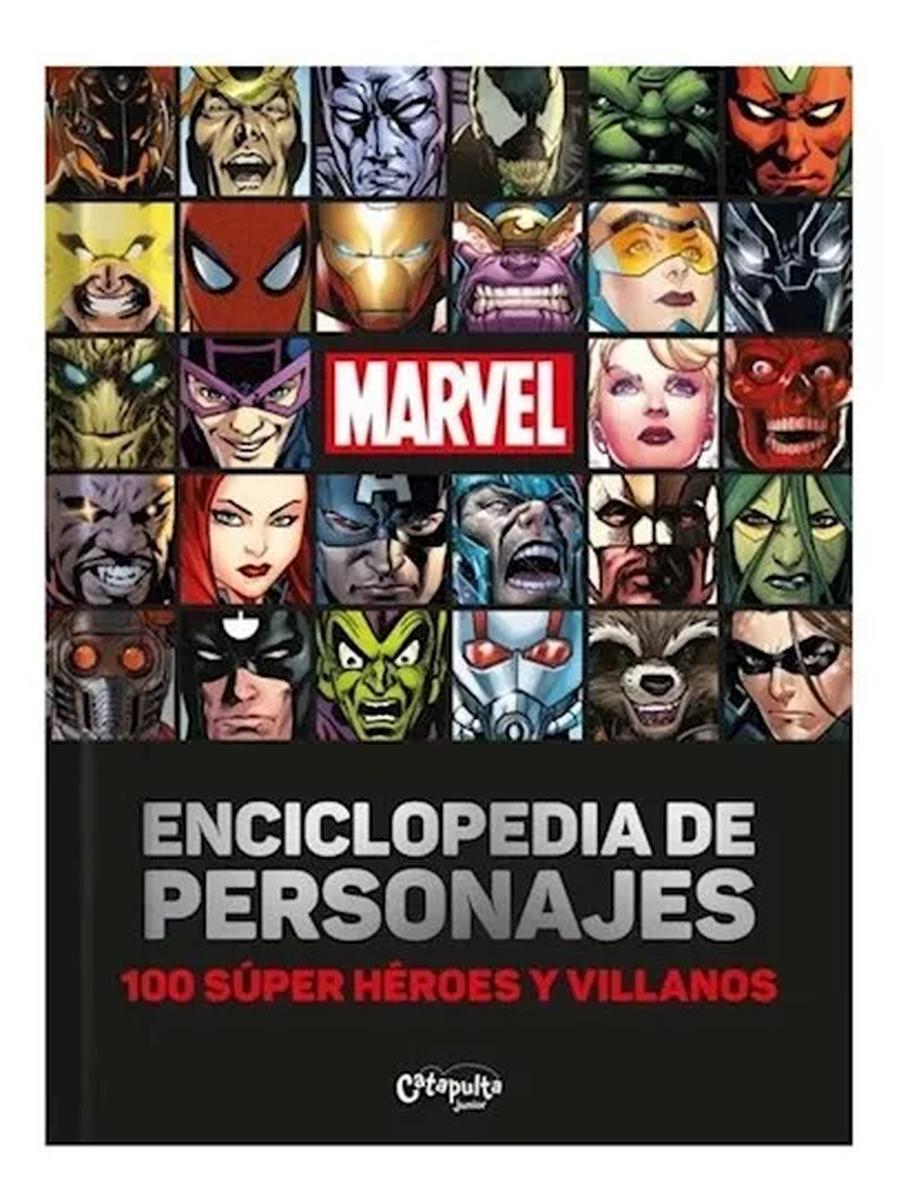 MARVEL
A
ENCICLOPEDIA DE
PERSONAJES
100 SÚPER HÉROES Y VILLANOS
Catapulta
junior